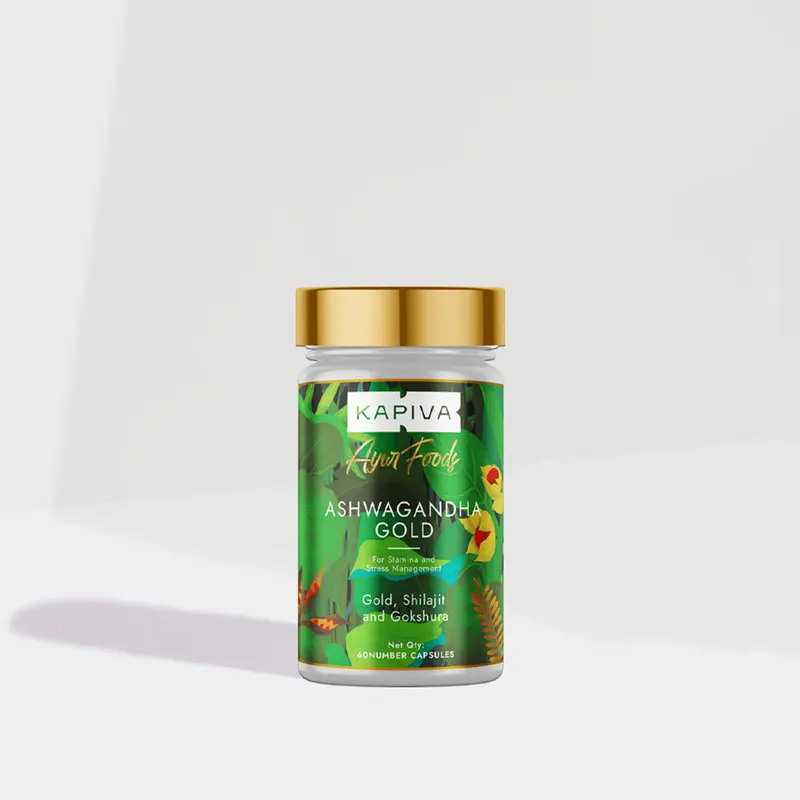 KAPIVA
Ayur Foods
ASHWAGANDHA
GOLD
For Stamina and
Stress Management
Gold, Shilajit
and Gokshura
Net Qty:
60NUMBER CAPSULES